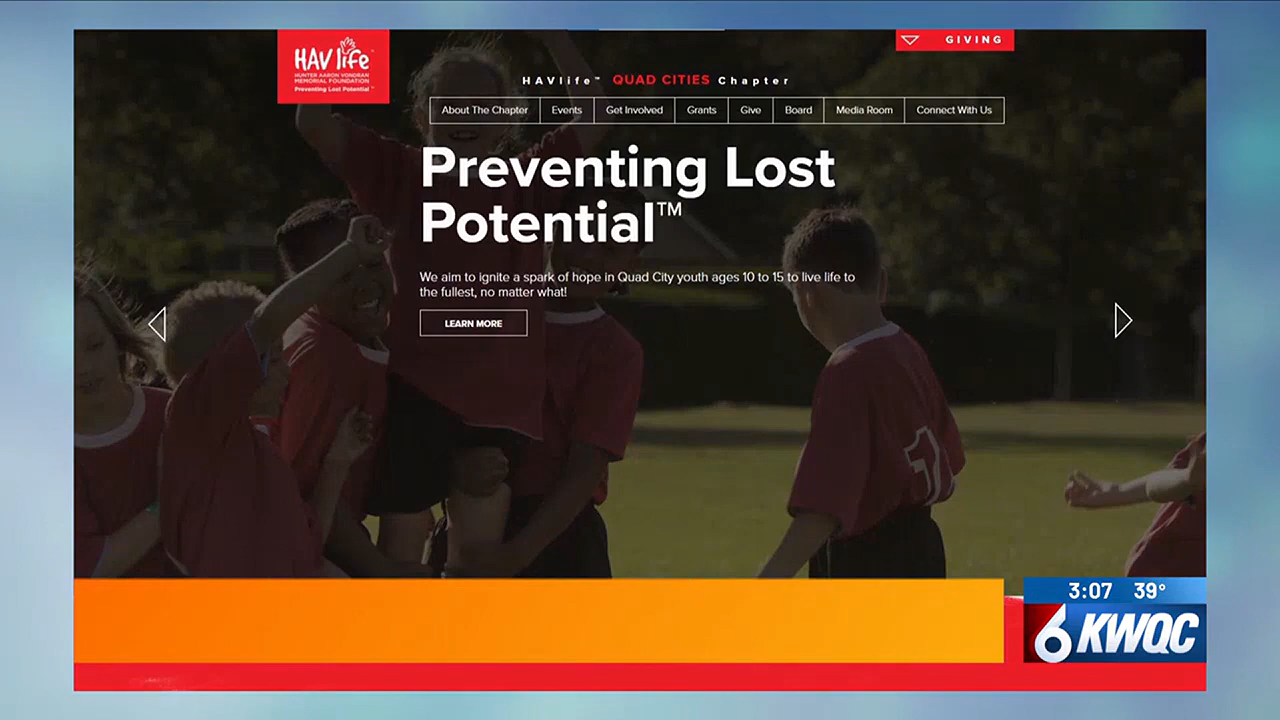 HAV life™
HUNTER AARON VONDRAN
MEMORIAL FOUNDATION
Preventing Lost Potential™
GIVING
HAVlife™ QUAD CITIES Chapter
About The Chapter Events Get Involved Grants Give Board Media Room Connect With Us
Preventing Lost
Potential™
We aim to ignite a spark of hope in Quad City youth ages 10 to 15 to live life to
the fullest, no matter what!
LEARN MORE
1
3:07 39°
6 KWQC